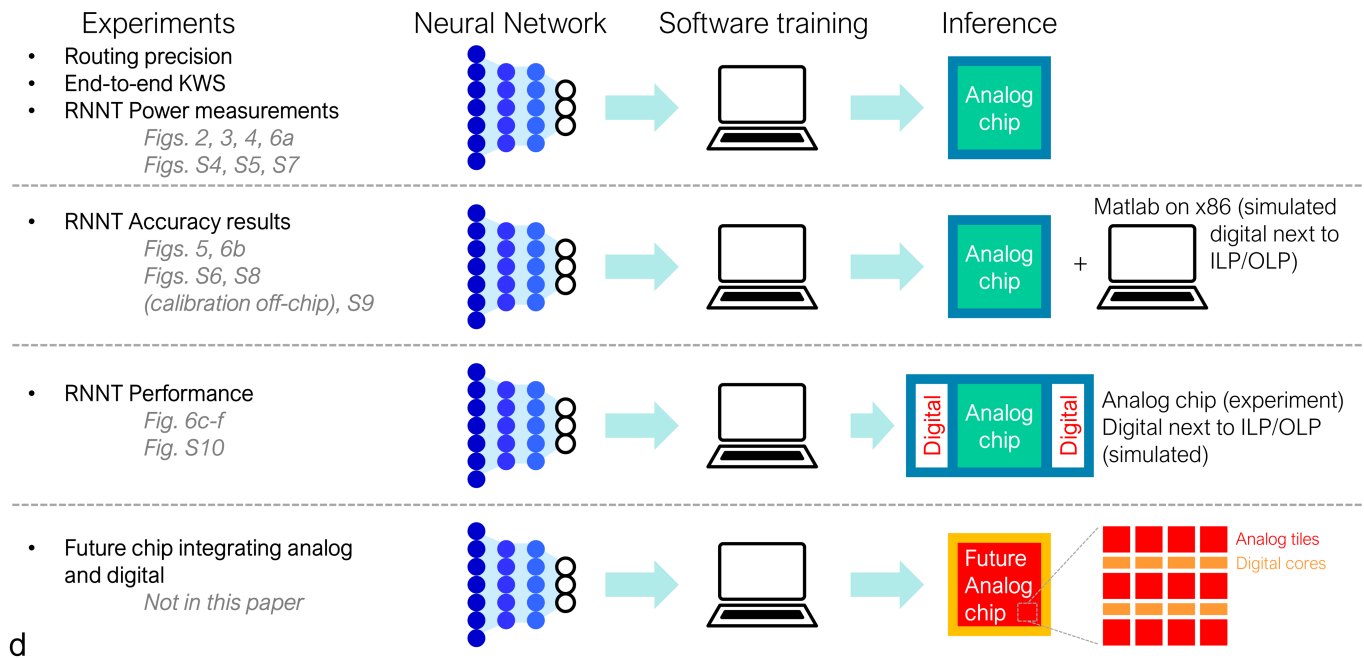 Experiments
Neural Network
Software training
Inference
• Routing precision
• End-to-end KWS
• RNNT Power measurements
Figs. 2, 3, 4, 6a
Figs. S4, S5, S7
Analog
chip
• RNNT Accuracy results
Figs. 5, 6b
Figs. S6, S8
(calibration off-chip), S9
Analog
chip
+
Matlab on x86 (simulated
digital next to
ILP/OLP)
• RNNT Performance
Fig. 6c-f
Fig. S10
Digital
Analog
chip
Digital
Analog chip (experiment)
Digital next to ILP/OLP
(simulated)
• Future chip integrating analog
and digital
Not in this paper
Future
Analog
chip
Analog tiles
Digital cores
d